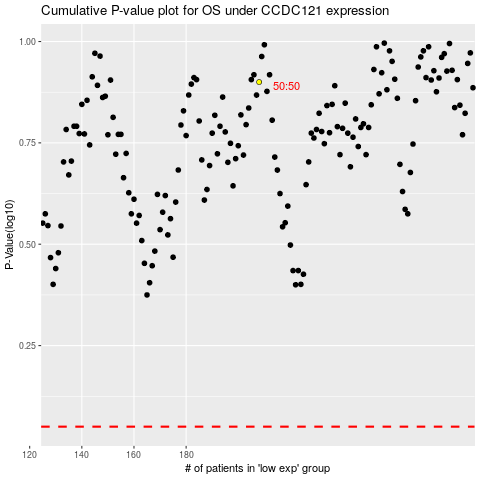 Cumulative P-value plot for OS under CCDC121 expression
1.00
50:50
0.75
P-Value(log10)
0.50
0.25
120 140 160 180
# of patients in 'low exp' group